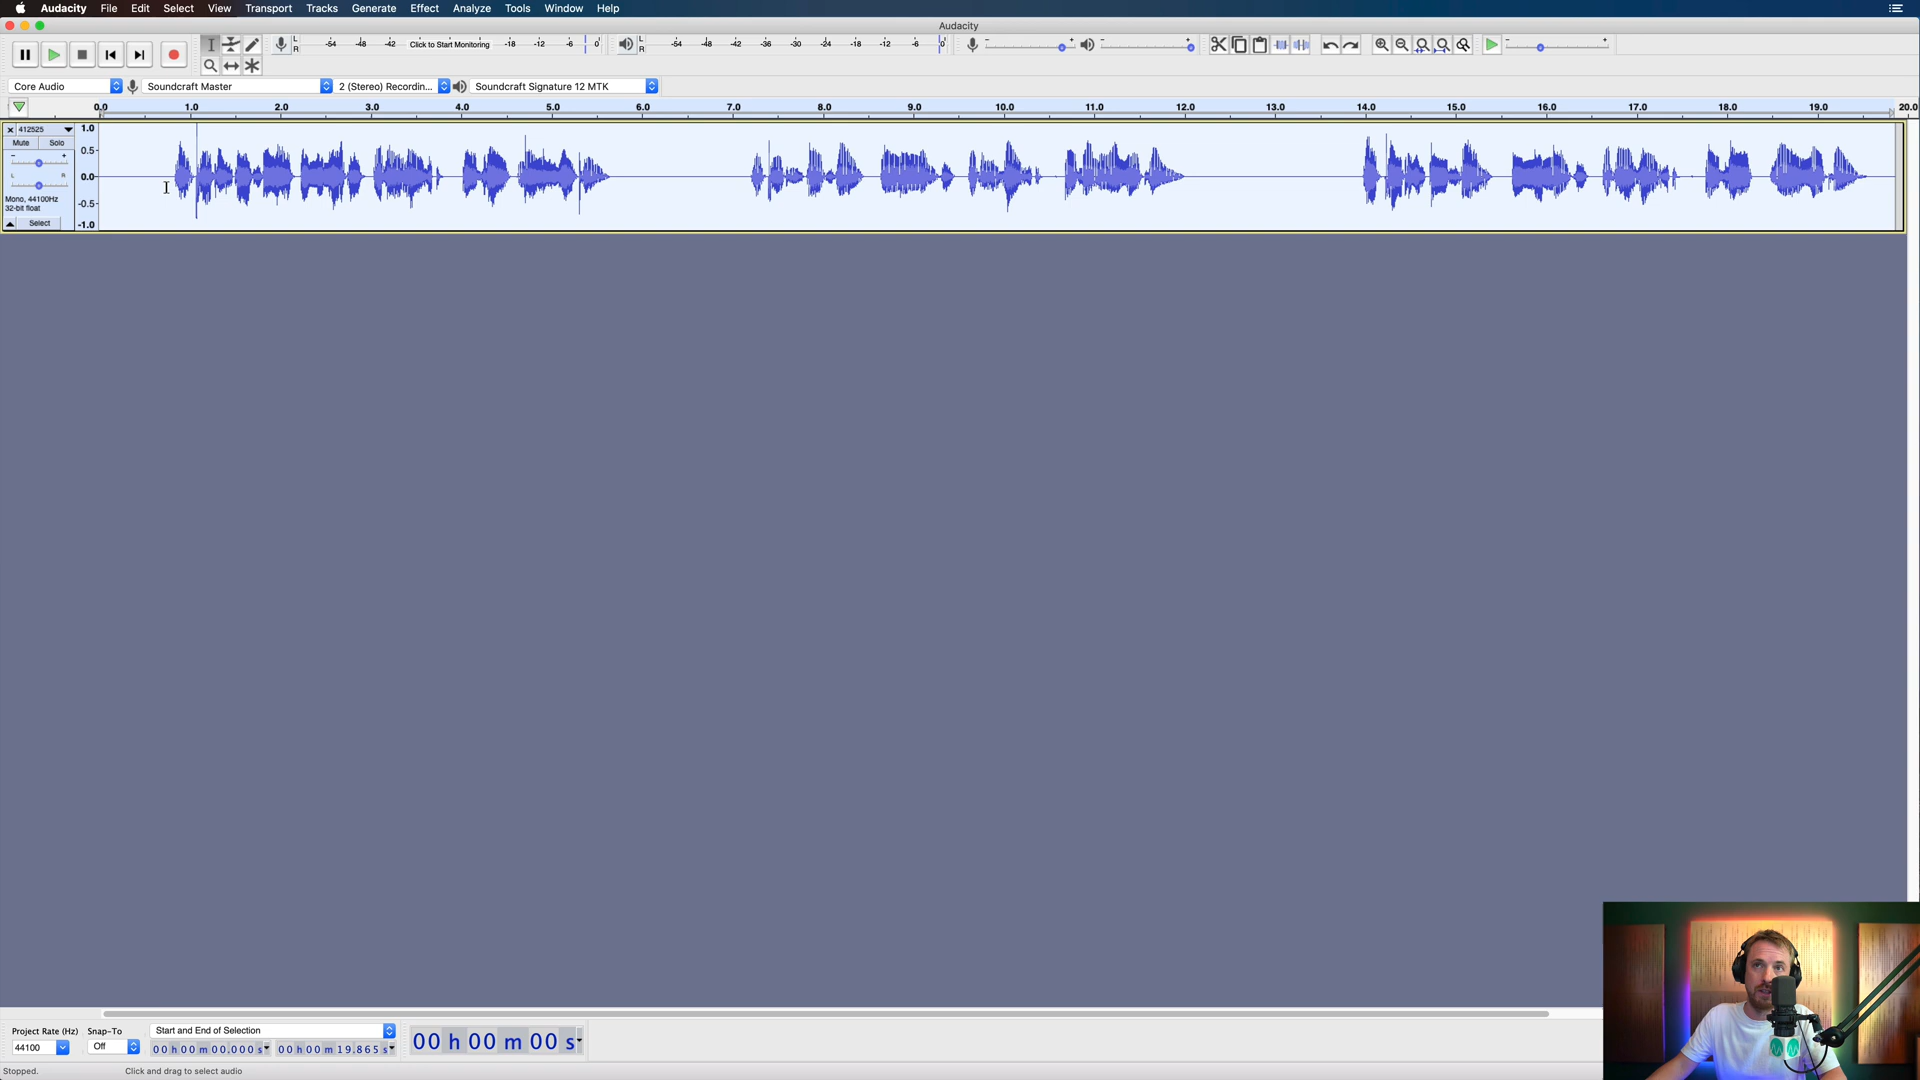 Audacity File Edit Select View Transport Tracks Generate Effect Analyze Tools Window Help
Audacity
L -54 -48 -42 Click to Start Monitoring -18 -12 -6 0 L -54 -48 -42 -36 -30 -24 -18 -12 -6 0 - + - + - +
R R
Core Audio Soundcraft Master 2 (Stereo) Recordin... Soundcraft Signature 12 MTK
0.0 1.0 2.0 3.0 4.0 5.0 6.0 7.0 8.0 9.0 10.0 11.0 12.0 13.0 14.0 15.0 16.0 17.0 18.0 19.0 20.0
412525 1.0
Mute Solo
- + 0.5
L R 0.0
Mono, 44100Hz
32-bit float -0.5
Select -1.0
Project Rate (Hz) Snap-To Start and End of Selection
44100 Off 00 h 00 m 00.000 s 00 h 00 m 19.865 s 00 h 00 m 00 s
Stopped. Click and drag to select audio